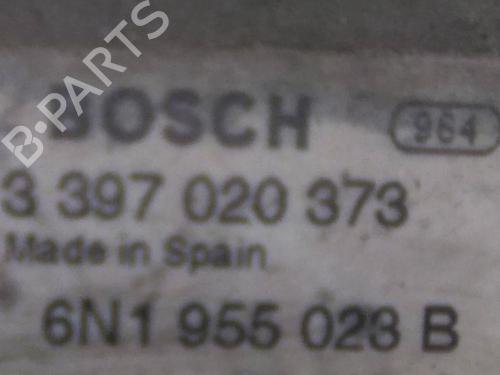 B-PARTS
BOSCH 964
3 397 020 373
Made in Spain
6N1 955 023 B